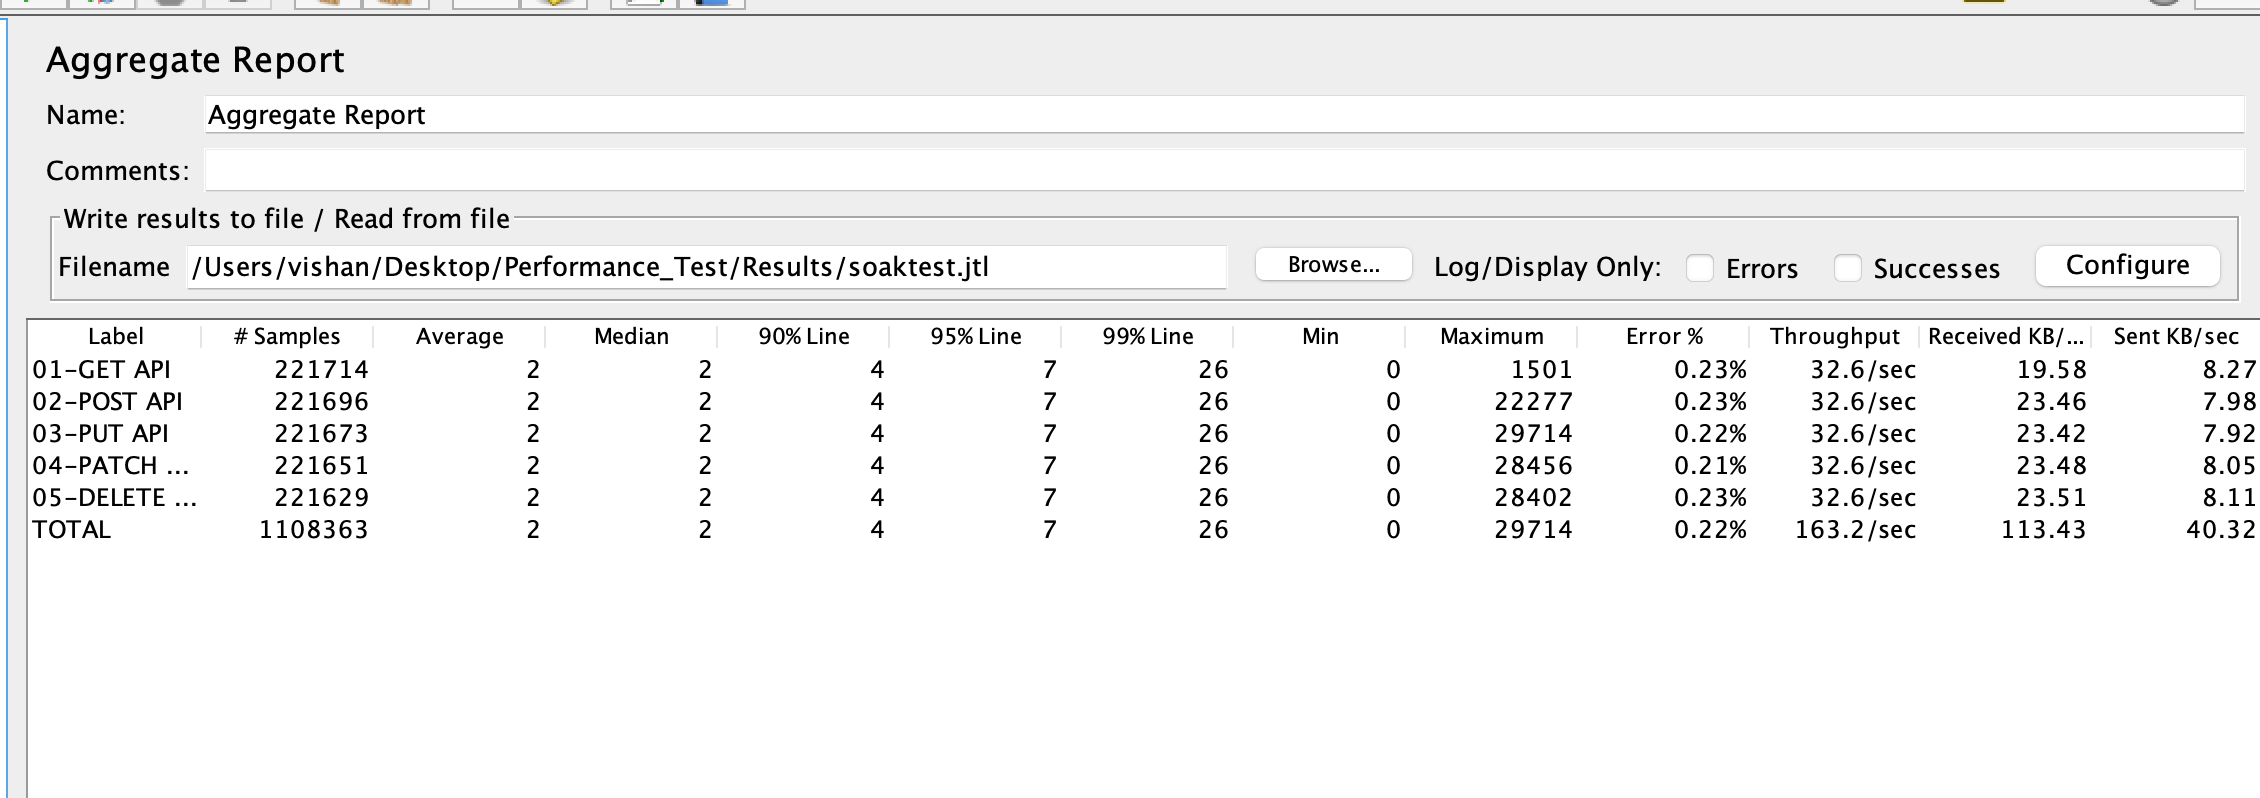 Aggregate Report
Name: Aggregate Report
Comments:
Write results to file / Read from file
Filename /Users/vishan/Desktop/Performance_Test/Results/soaktest.jtl Browse... Log/Display Only: Errors Successes Configure
Label # Samples Average Median 90% Line 95% Line 99% Line Min Maximum Error % Throughput Received KB/... Sent KB/sec
01-GET API 221714 2 2 4 7 26 0 1501 0.23% 32.6/sec 19.58 8.27
02-POST API 221696 2 2 4 7 26 0 22277 0.23% 32.6/sec 23.46 7.98
03-PUT API 221673 2 2 4 7 26 0 29714 0.22% 32.6/sec 23.42 7.92
04-PATCH ... 221651 2 2 4 7 26 0 28456 0.21% 32.6/sec 23.48 8.05
05-DELETE ... 221629 2 2 4 7 26 0 28402 0.23% 32.6/sec 23.51 8.11
TOTAL 1108363 2 2 4 7 26 0 29714 0.22% 163.2/sec 113.43 40.32